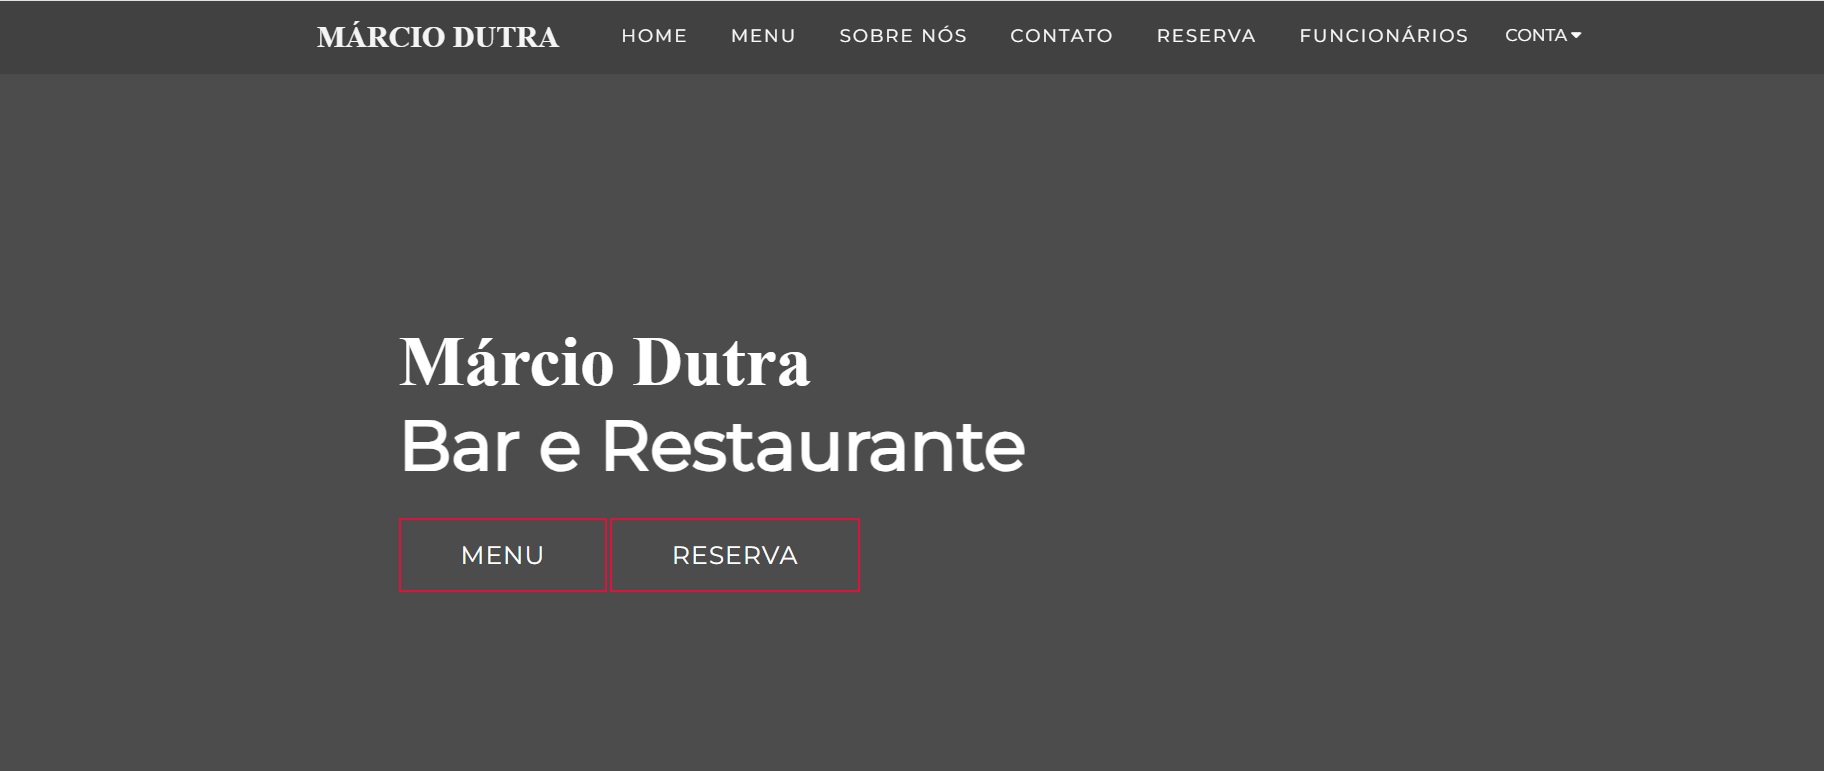 MÁRCIO DUTRA HOME MENU SOBRE NÓS CONTATO RESERVA FUNCIONÁRIOS CONTA
Márcio Dutra
Bar e Restaurante
MENU RESERVA